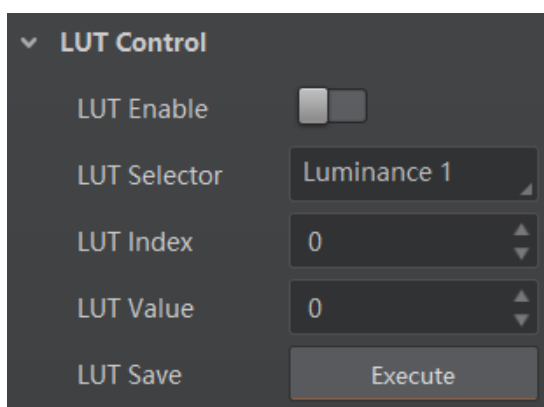 LUT Control
LUT Enable
LUT Selector Luminance 1
LUT Index 0
LUT Value 0
LUT Save Execute